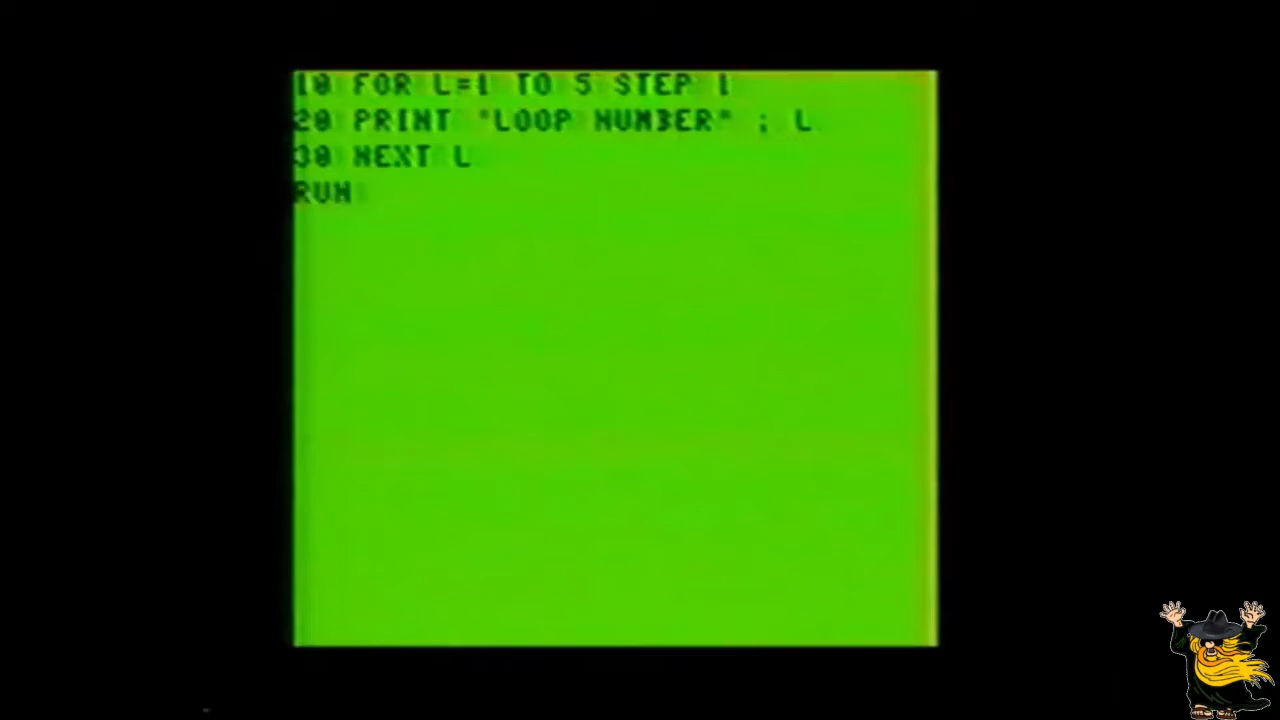 10 FOR L=1 TO 5 STEP 1
20 PRINT "LOOP NUMBER" ; L
30 NEXT L
RUN